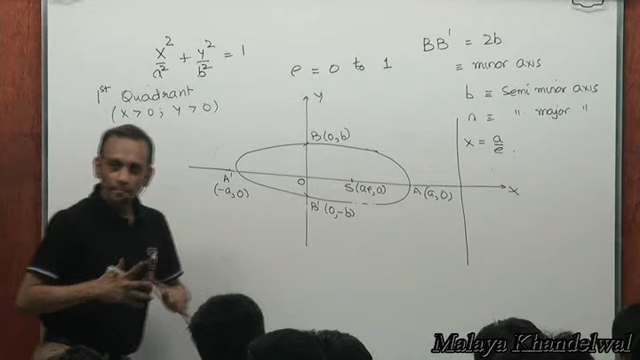 x²/a² + y²/b² = 1
1st Quadrant
(x > 0 ; y > 0)
e = 0 to 1
BB' = 2b
≡ minor axis
b ≡ Semi minor axis
a ≡ " major "
x = a/e
y
B(0,b)
A'
(-a,0)
O
S(ae,0)
A(a,0)
x
B'(0,-b)
Malaya Khandelwal